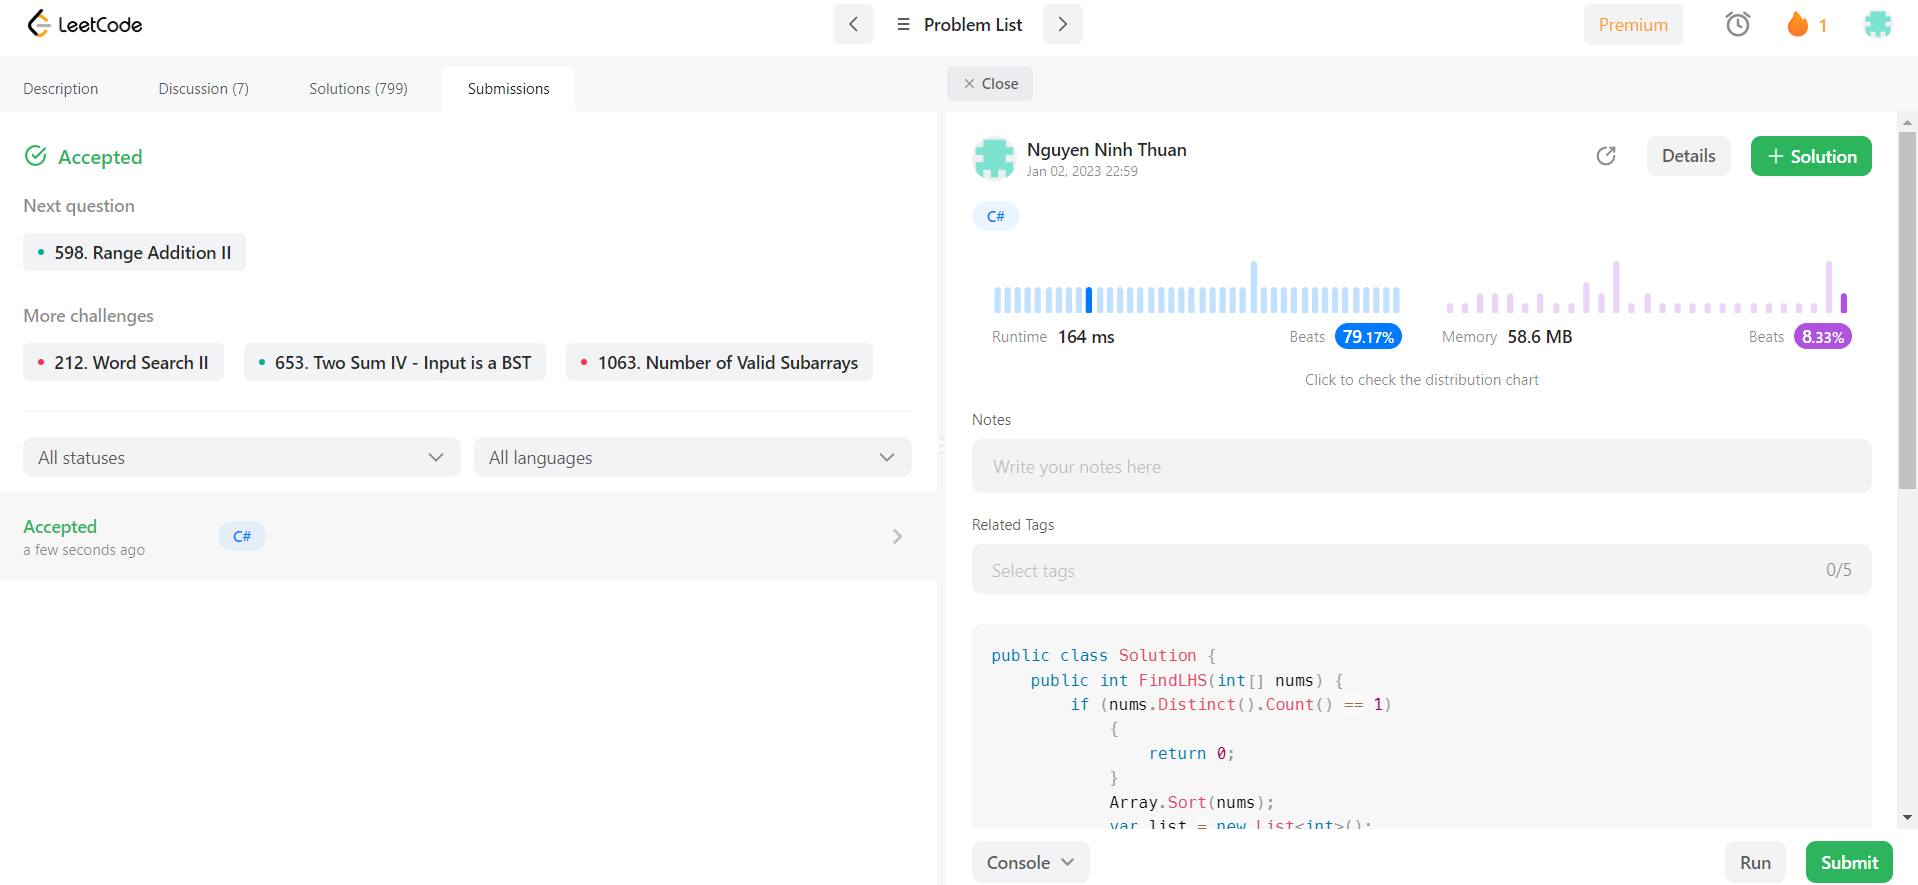 LeetCode
Problem List
Premium
1
Description
Discussion (7)
Solutions (799)
Submissions
Close
Accepted
Next question
598. Range Addition II
More challenges
212. Word Search II
653. Two Sum IV - Input is a BST
1063. Number of Valid Subarrays
All statuses
All languages
Accepted
a few seconds ago
C#
Nguyen Ninh Thuan
Jan 02, 2023 22:59
Details
+ Solution
C#
Runtime 164 ms
Beats 79.17%
Memory 58.6 MB
Beats 8.33%
Click to check the distribution chart
Notes
Write your notes here
Related Tags
Select tags
0/5
public class Solution {
public int FindLHS(int[] nums) {
if (nums.Distinct().Count() == 1)
{
return 0;
}
Array.Sort(nums);
var list = new List<int>();
Console
Run
Submit